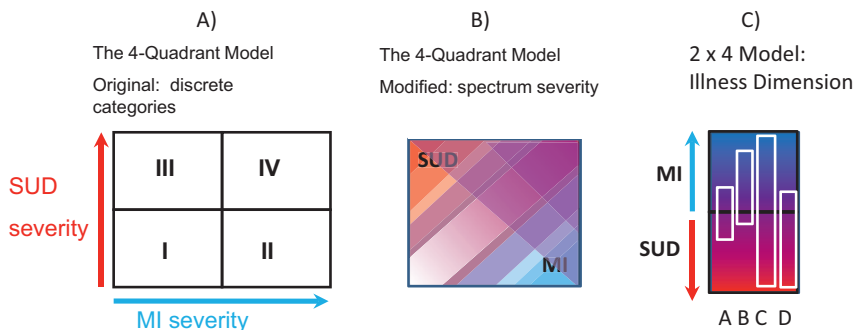 A)
The 4-Quadrant Model
Original: discrete
categories
SUD
severity
III
IV
I
II
MI severity
B)
The 4-Quadrant Model
Modified: spectrum severity
SUD
MI
C)
2 x 4 Model:
Illness Dimension
MI
SUD
A B C D